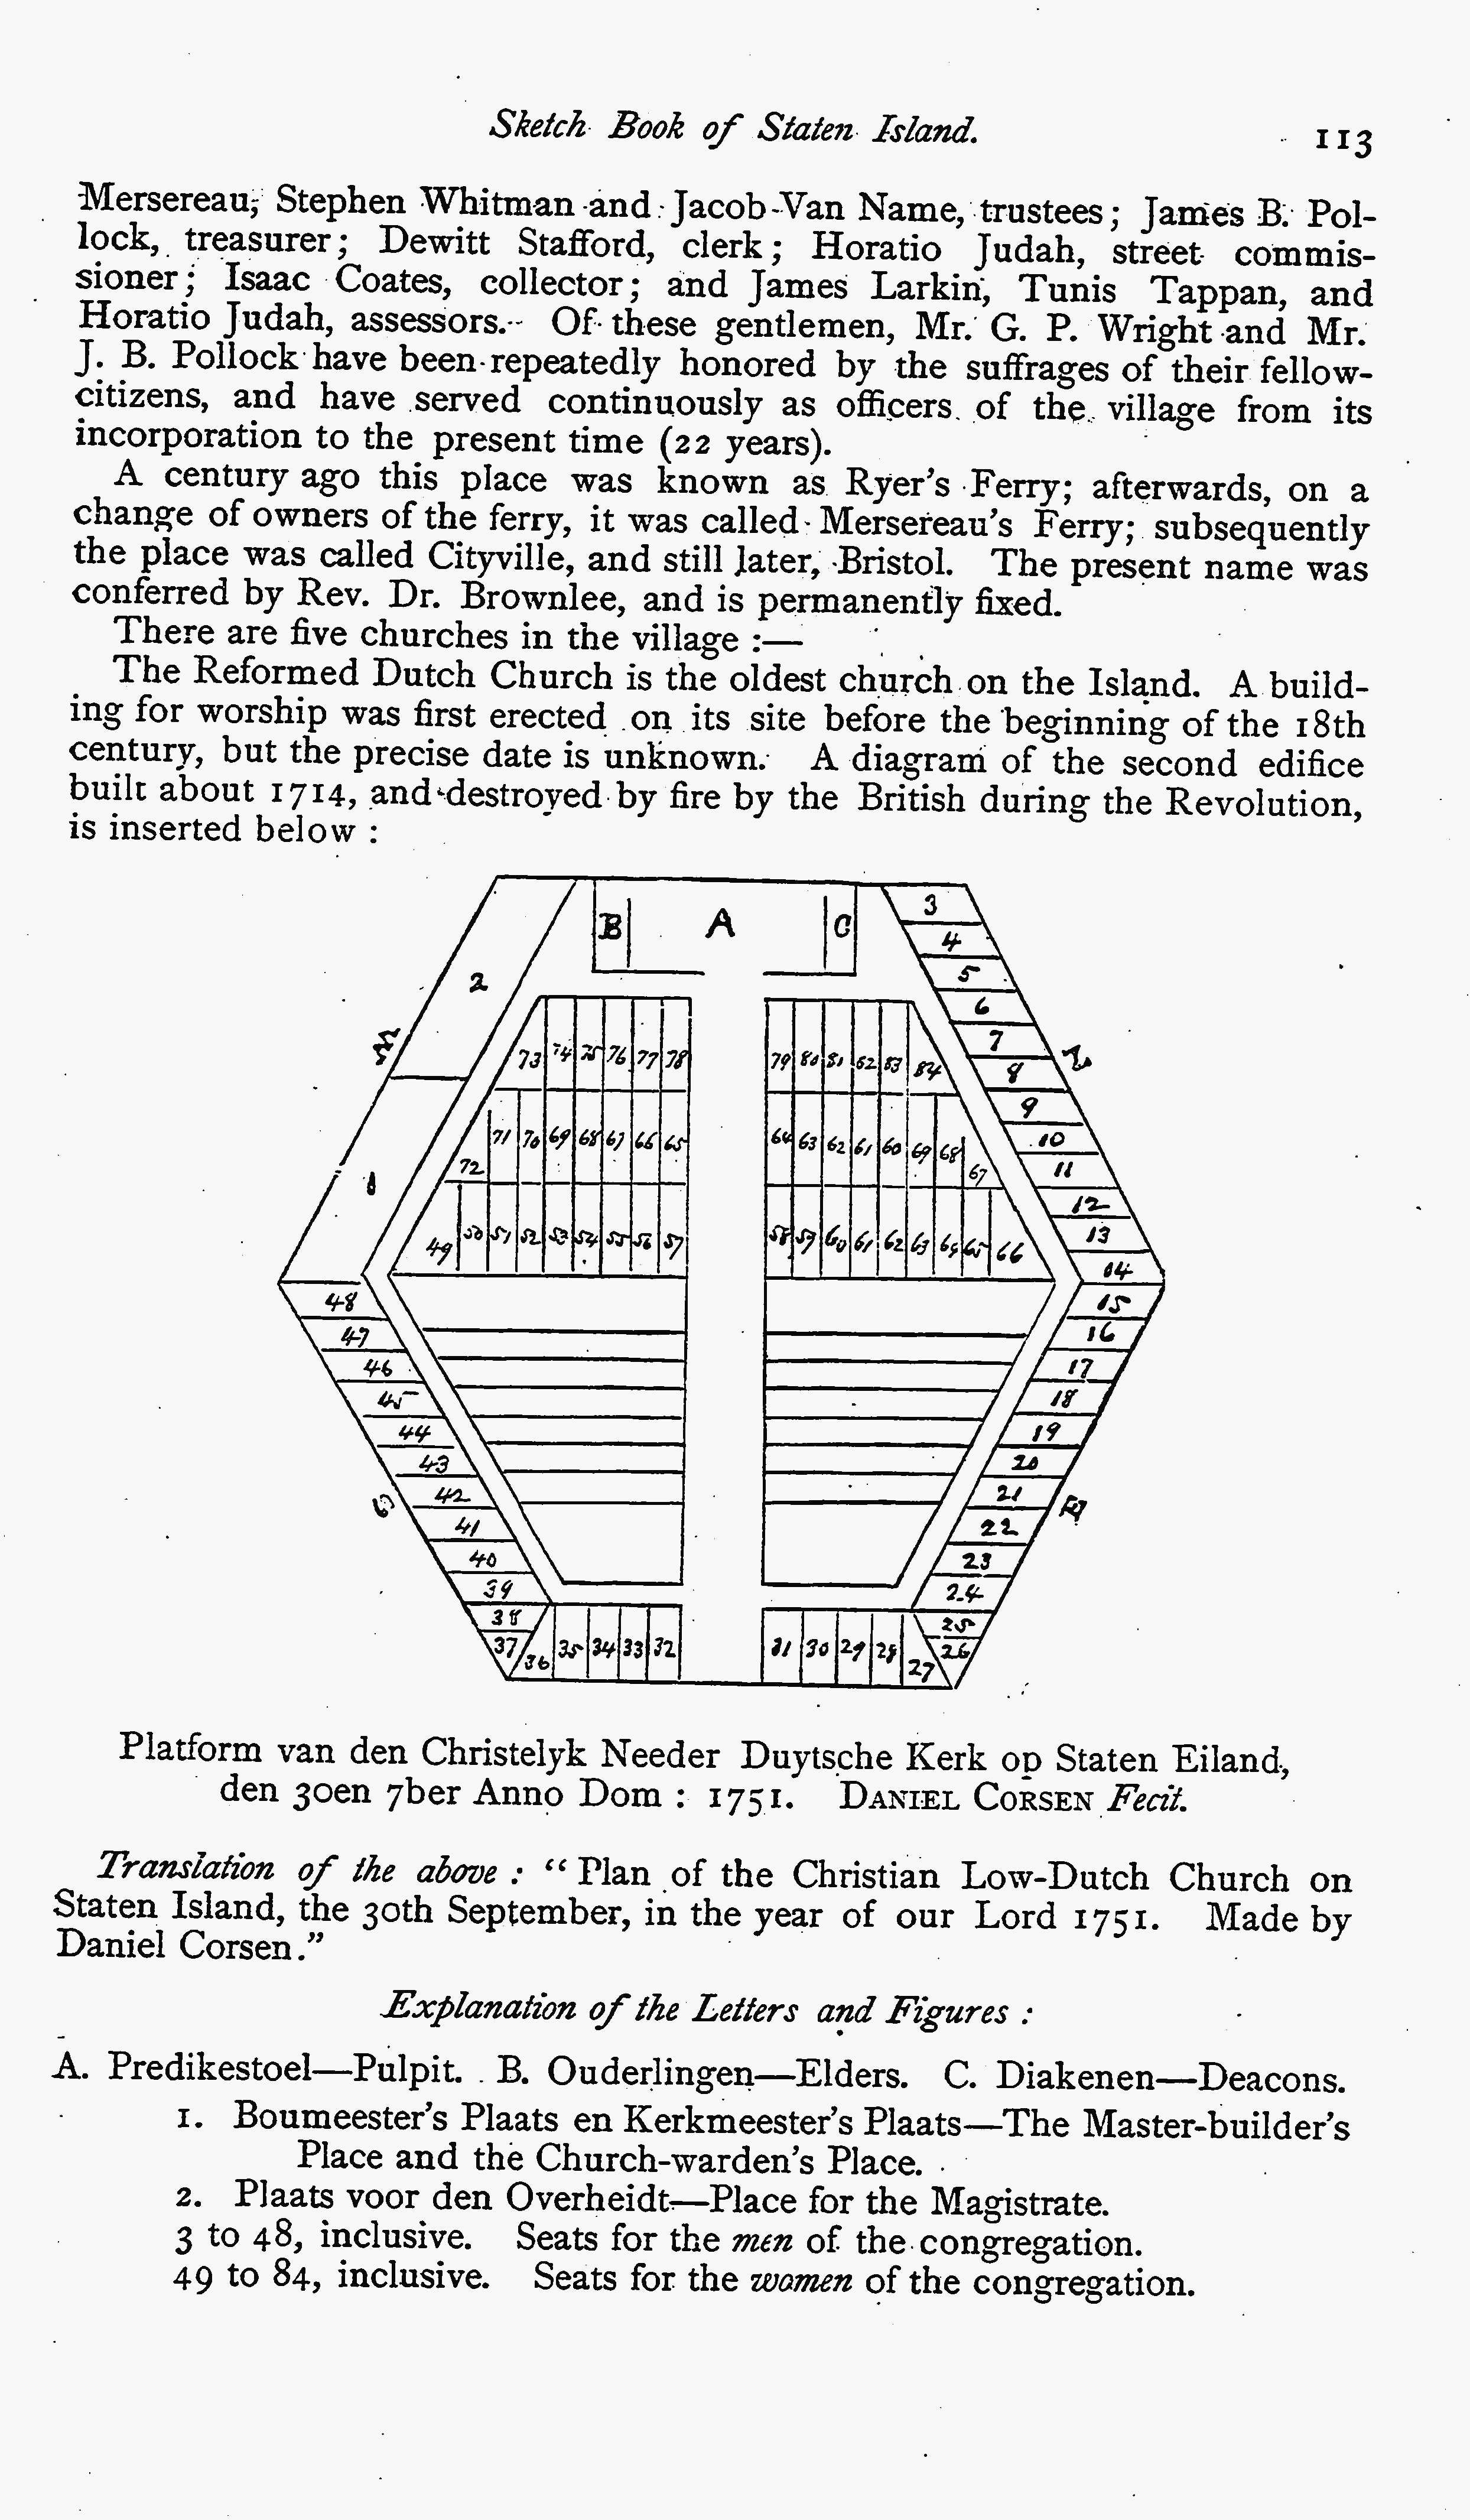 Sketch Book of Staten Island.
113
Mersereau, Stephen Whitman and Jacob Van Name, trustees; James B. Pol-
lock, treasurer; Dewitt Stafford, clerk; Horatio Judah, street commis-
sioner; Isaac Coates, collector; and James Larkin, Tunis Tappan, and
Horatio Judah, assessors. Of these gentlemen, Mr. G. P. Wright and Mr.
J. B. Pollock have been repeatedly honored by the suffrages of their fellow-
citizens, and have served continuously as officers of the village from its
incorporation to the present time (22 years).
A century ago this place was known as Ryer's Ferry; afterwards, on a
change of owners of the ferry, it was called Mersereau's Ferry; subsequently
the place was called Cityville, and still later, Bristol. The present name was
conferred by Rev. Dr. Brownlee, and is permanently fixed.
There are five churches in the village :—
The Reformed Dutch Church is the oldest church on the Island. A build-
ing for worship was first erected on its site before the beginning of the 18th
century, but the precise date is unknown. A diagram of the second edifice
built about 1714, and destroyed by fire by the British during the Revolution,
is inserted below :
B A C
2
1
3
4
5
6
7
8
9
10
11
12
13
14
15
16
17
18
19
20
21
22
23
24
25
26
73 74 75 76 77 78
79 80 81 82 83 84
72 71 70 69 68 67 66 65
64 63 62 61 60 69 68 67
49 50 51 52 53 54 55 56 57
58 59 60 61 62 63 64 65 66
48
47
46
45
44
43
42
41
40
39
38
37
36 35 34 33 32
31 30 29 28 27
E
Platform van den Christelyk Needer Duytsche Kerk op Staten Eiland,
den 30en 7ber Anno Dom : 1751. DANIEL CORSEN Fecit.
Translation of the above : “ Plan of the Christian Low-Dutch Church on
Staten Island, the 30th September, in the year of our Lord 1751. Made by
Daniel Corsen.”
Explanation of the Letters and Figures :
A. Predikestoel—Pulpit. B. Ouderlingen—Elders. C. Diakenen—Deacons.
1. Boumeester's Plaats en Kerkmeester's Plaats—The Master-builder's
Place and the Church-warden's Place.
2. Plaats voor den Overheidt—Place for the Magistrate.
3 to 48, inclusive. Seats for the men of the congregation.
49 to 84, inclusive. Seats for the women of the congregation.